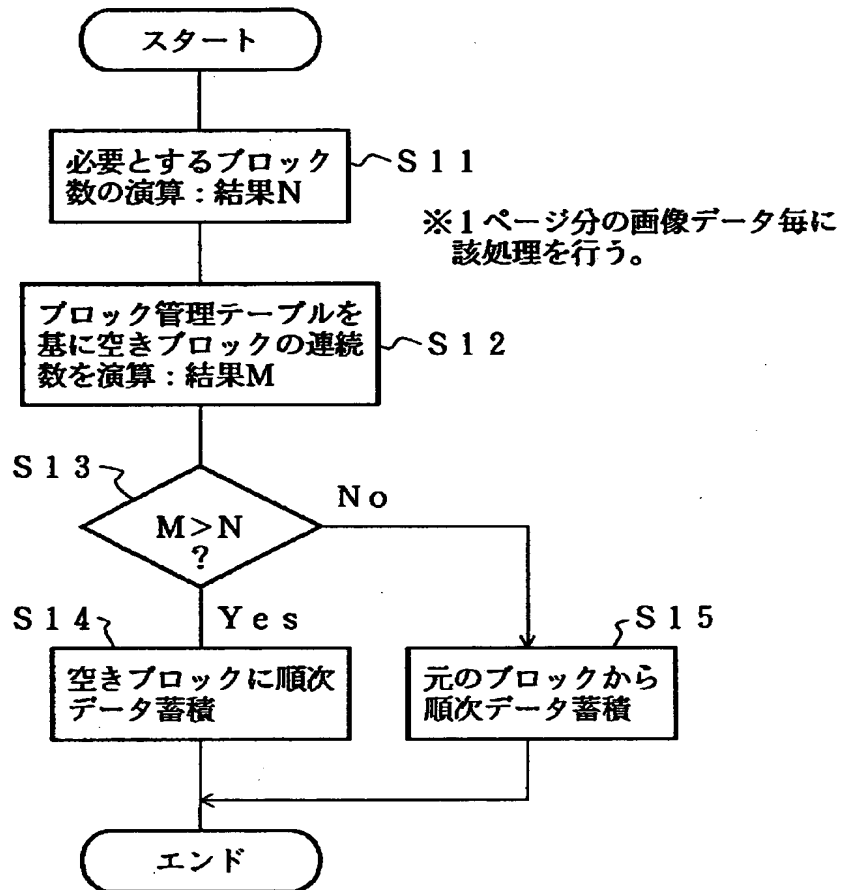 スタート
必要とするブロック
数の演算：結果N
S11
※1ページ分の画像データ毎に
該処理を行う。
ブロック管理テーブルを
基に空きブロックの連続
数を演算：結果M
S12
S13
M>N
?
No
Yes
S14
空きブロックに順次
データ蓄積
S15
元のブロックから
順次データ蓄積
エンド